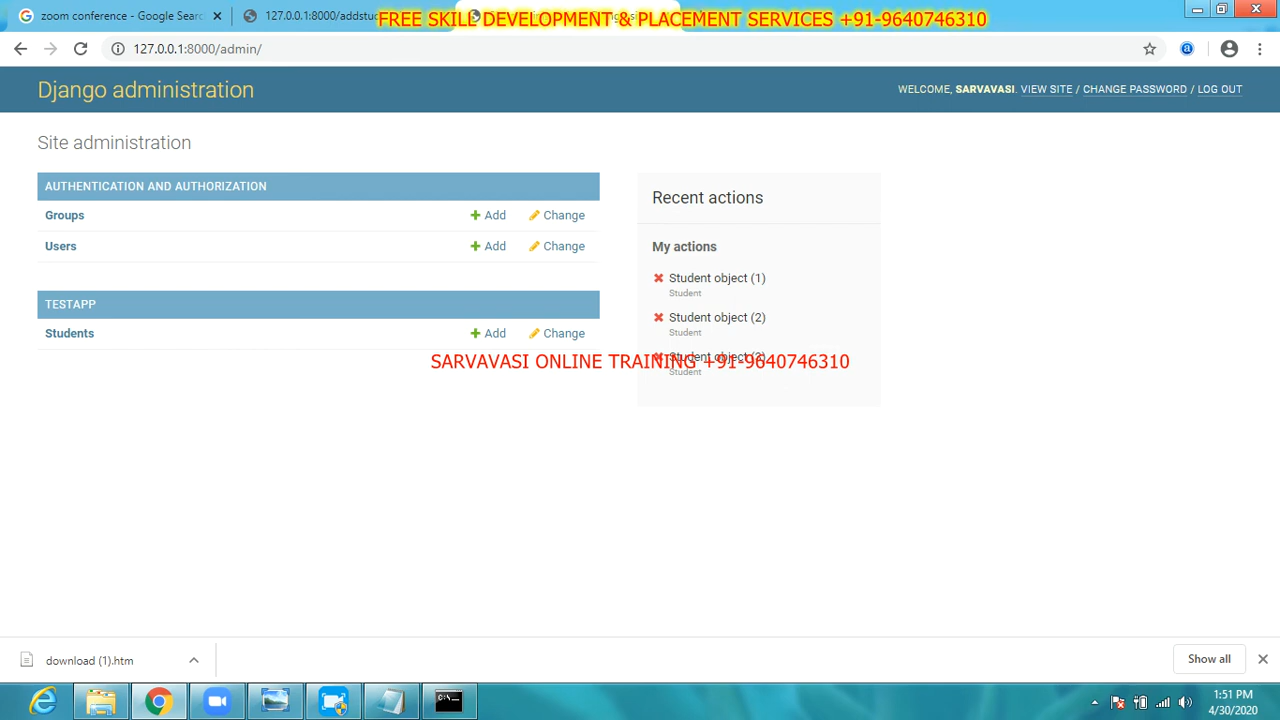 zoom conference - Google Searc
127.0.0.1:8000/addstu
FREE SKILL DEVELOPMENT & PLACEMENT SERVICES +91-9640746310
127.0.0.1:8000/admin/
Django administration
WELCOME, SARVAVASI. VIEW SITE / CHANGE PASSWORD / LOG OUT
Site administration
AUTHENTICATION AND AUTHORIZATION
Groups
Add
Change
Users
Add
Change
TESTAPP
Students
Add
Change
Recent actions
My actions
Student object (1)
Student
Student object (2)
Student
Student object
SARVAVASI ONLINE TRAINING +91-9640746310
Student
download (1).htm
Show all
1:51 PM
4/30/2020